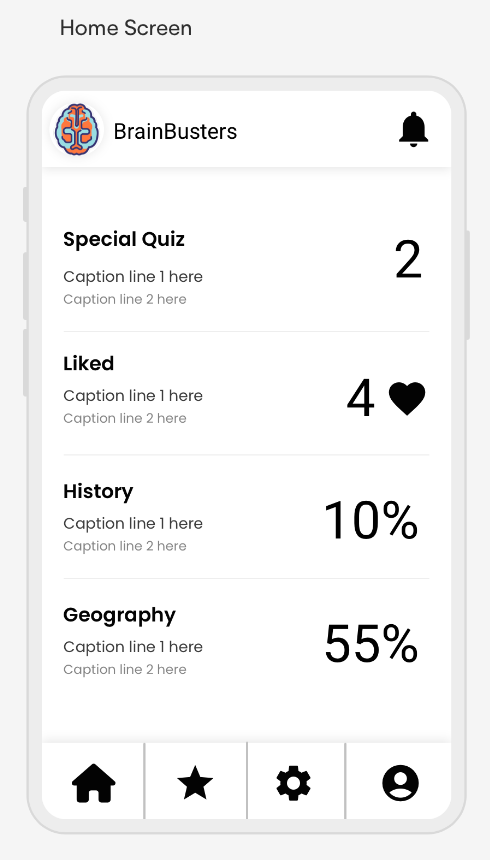 Home Screen
BrainBusters
Special Quiz
2
Caption line 1 here
Caption line 2 here
Liked
4
Caption line 1 here
Caption line 2 here
History
10%
Caption line 1 here
Caption line 2 here
Geography
55%
Caption line 1 here
Caption line 2 here